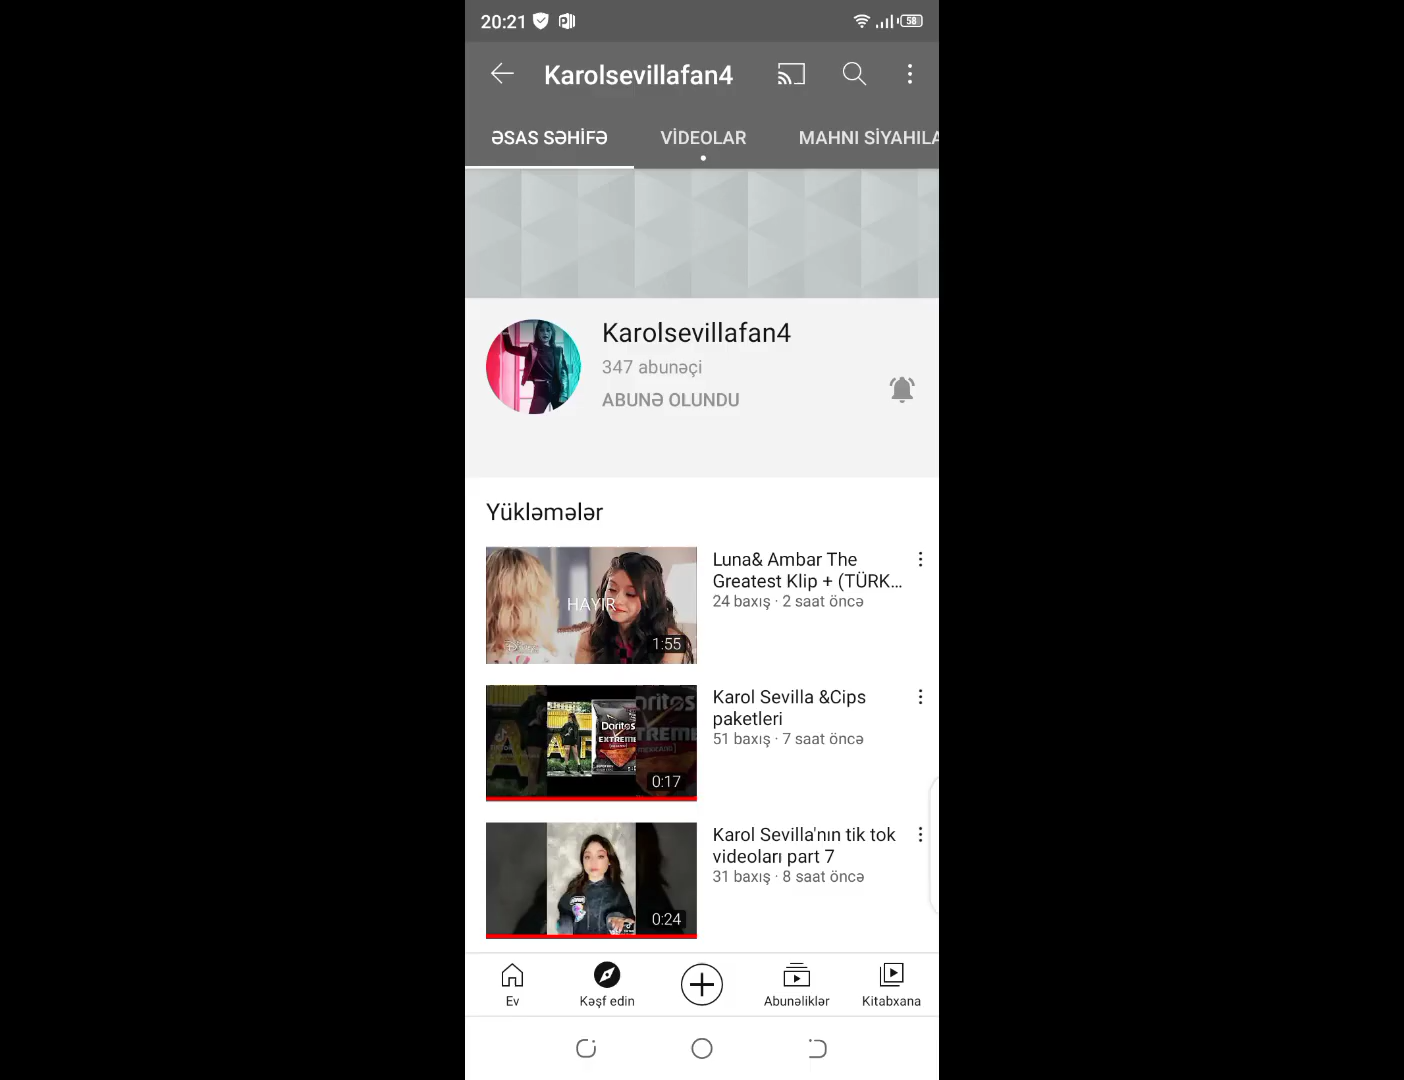 20:21
58
Karolsevillafan4
ƏSAS SƏHİFƏ
VİDEOLAR
MAHNI SİYAHILA
Karolsevillafan4
347 abunəçi
ABUNƏ OLUNDU
Yükləmələr
HAYIR
1:55
Luna& Ambar The
Greatest Klip + (TÜRK...
24 baxış · 2 saat öncə
Doritos
EXTREME
0:17
Karol Sevilla &Cips
paketleri
51 baxış · 7 saat öncə
0:24
Karol Sevilla'nın tik tok
videoları part 7
31 baxış · 8 saat öncə
Ev
Kəşf edin
Abunəliklər
Kitabxana